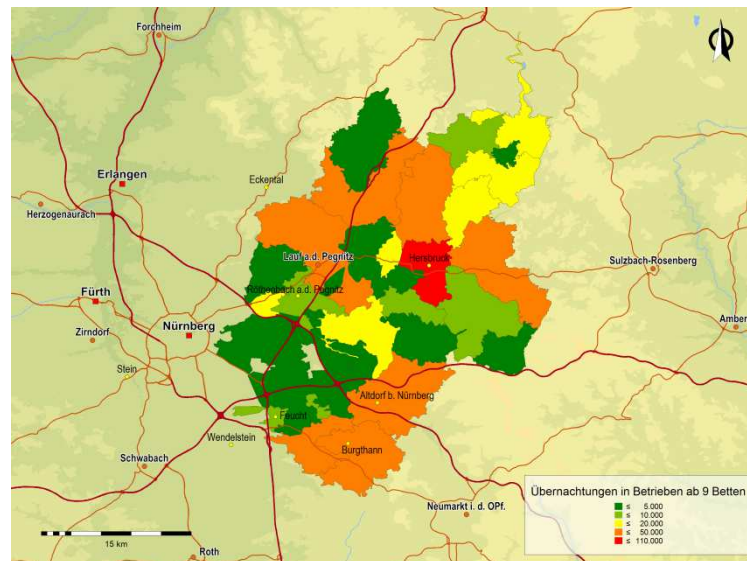 Forchheim
Erlangen
Eckental
Herzogenaurach
Lauf a.d. Pegnitz
Hersbruck
Sulzbach-Rosenberg
Fürth
Röthenbach a.d. Pegnitz
Zirndorf
Nürnberg
Amber
Stein
Altdorf b. Nürnberg
Feucht
Wendelstein
Burgthann
Schwabach
Neumarkt i. d. OPf.
Roth
15 km
Übernachtungen in Betrieben ab 9 Betten
≤ 5.000
≤ 10.000
≤ 20.000
≤ 50.000
≤ 110.000